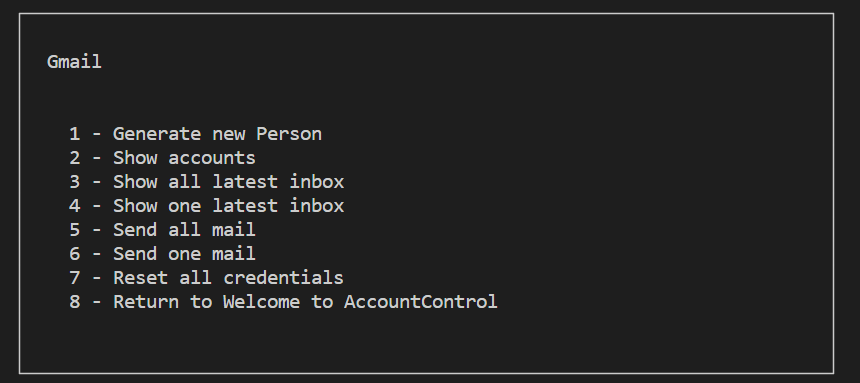 Gmail
1 - Generate new Person
2 - Show accounts
3 - Show all latest inbox
4 - Show one latest inbox
5 - Send all mail
6 - Send one mail
7 - Reset all credentials
8 - Return to Welcome to AccountControl